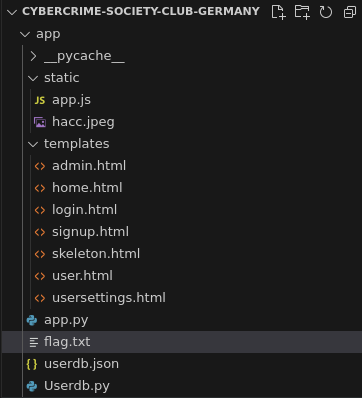 CYBERCRIME-SOCIETY-CLUB-GERMANY
app
__pycache__
static
JS app.js
hacc.jpeg
templates
<> admin.html
<> home.html
<> login.html
<> signup.html
<> skeleton.html
<> user.html
<> usersettings.html
app.py
flag.txt
{} userdb.json
Userdb.py